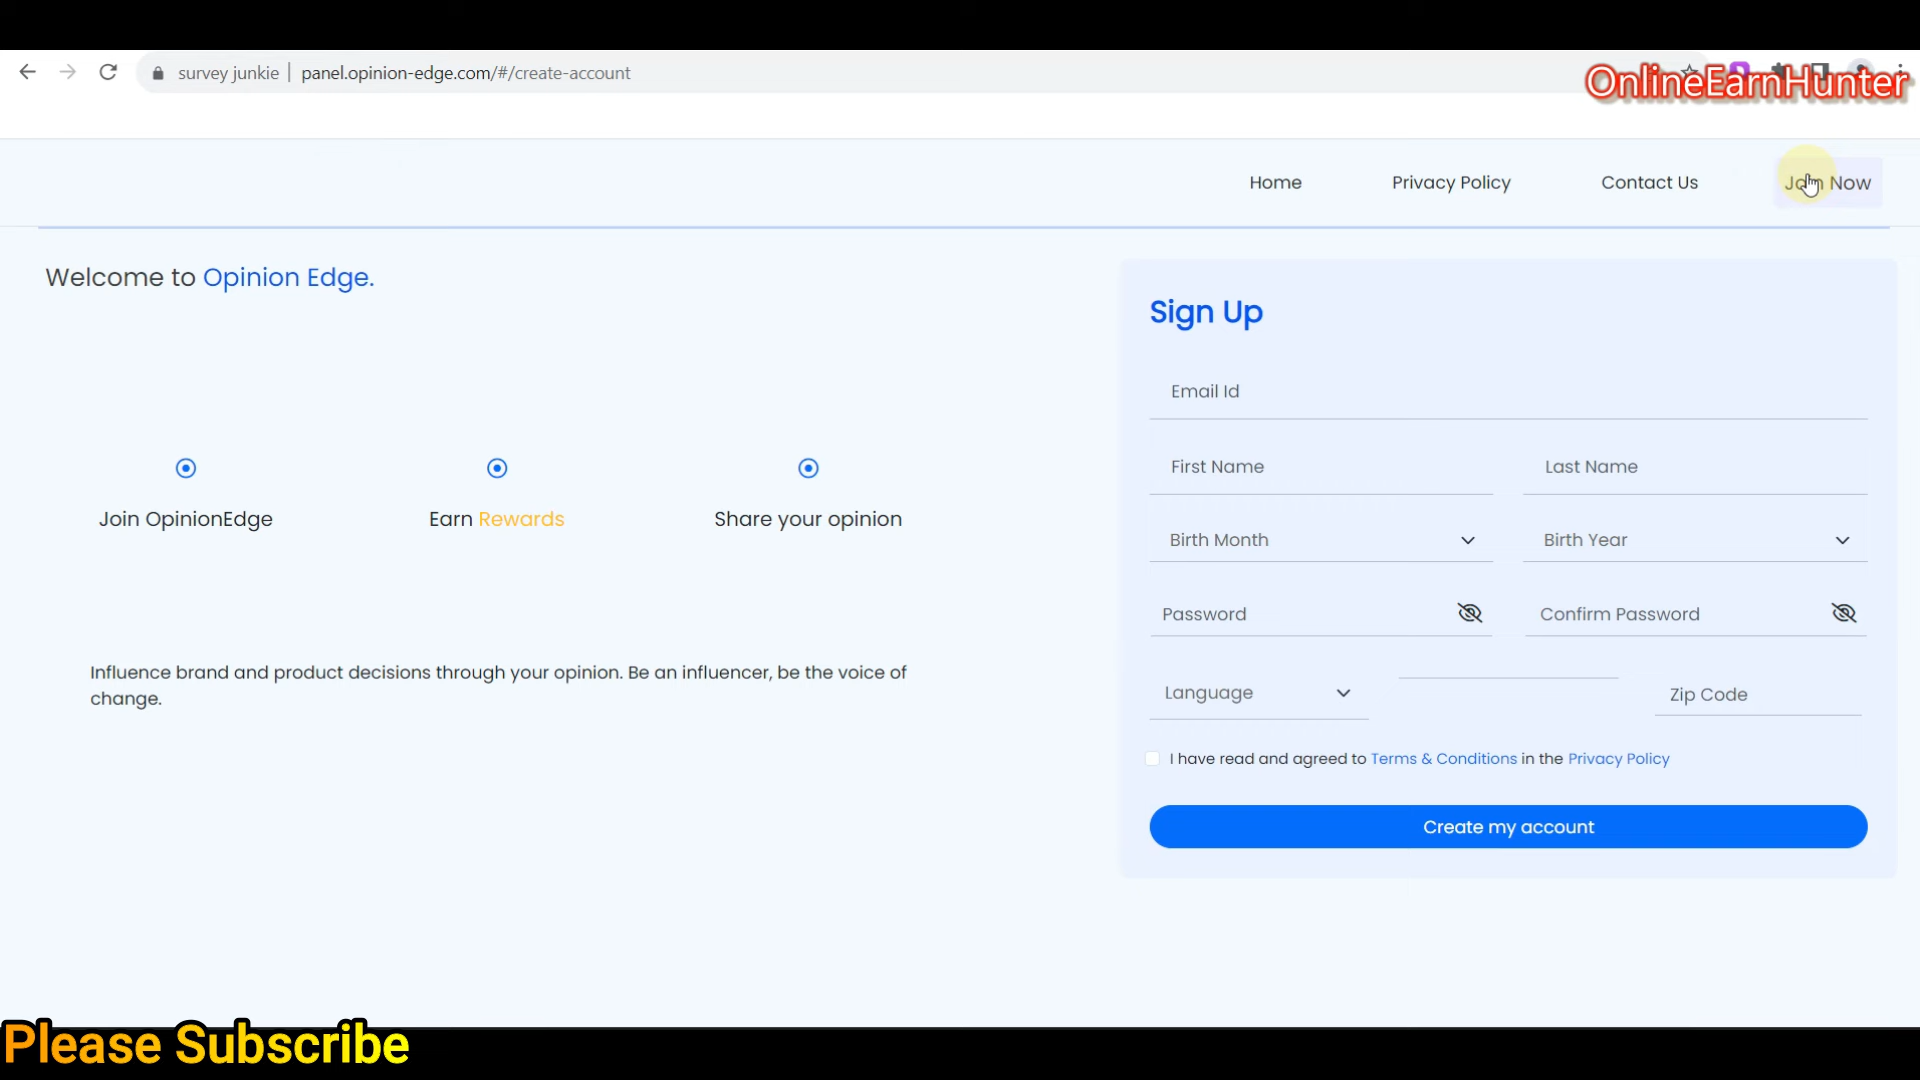 survey junkie | panel.opinion-edge.com/#/create-account
OnlineEarnHunter
Home Privacy Policy Contact Us Join Now
Welcome to Opinion Edge.
Join OpinionEdge Earn Rewards Share your opinion
Influence brand and product decisions through your opinion. Be an influencer, be the voice of
change.
Sign Up
Email Id
First Name Last Name
Birth Month Birth Year
Password Confirm Password
Language Zip Code
I have read and agreed to Terms & Conditions in the Privacy Policy
Create my account
Please Subscribe